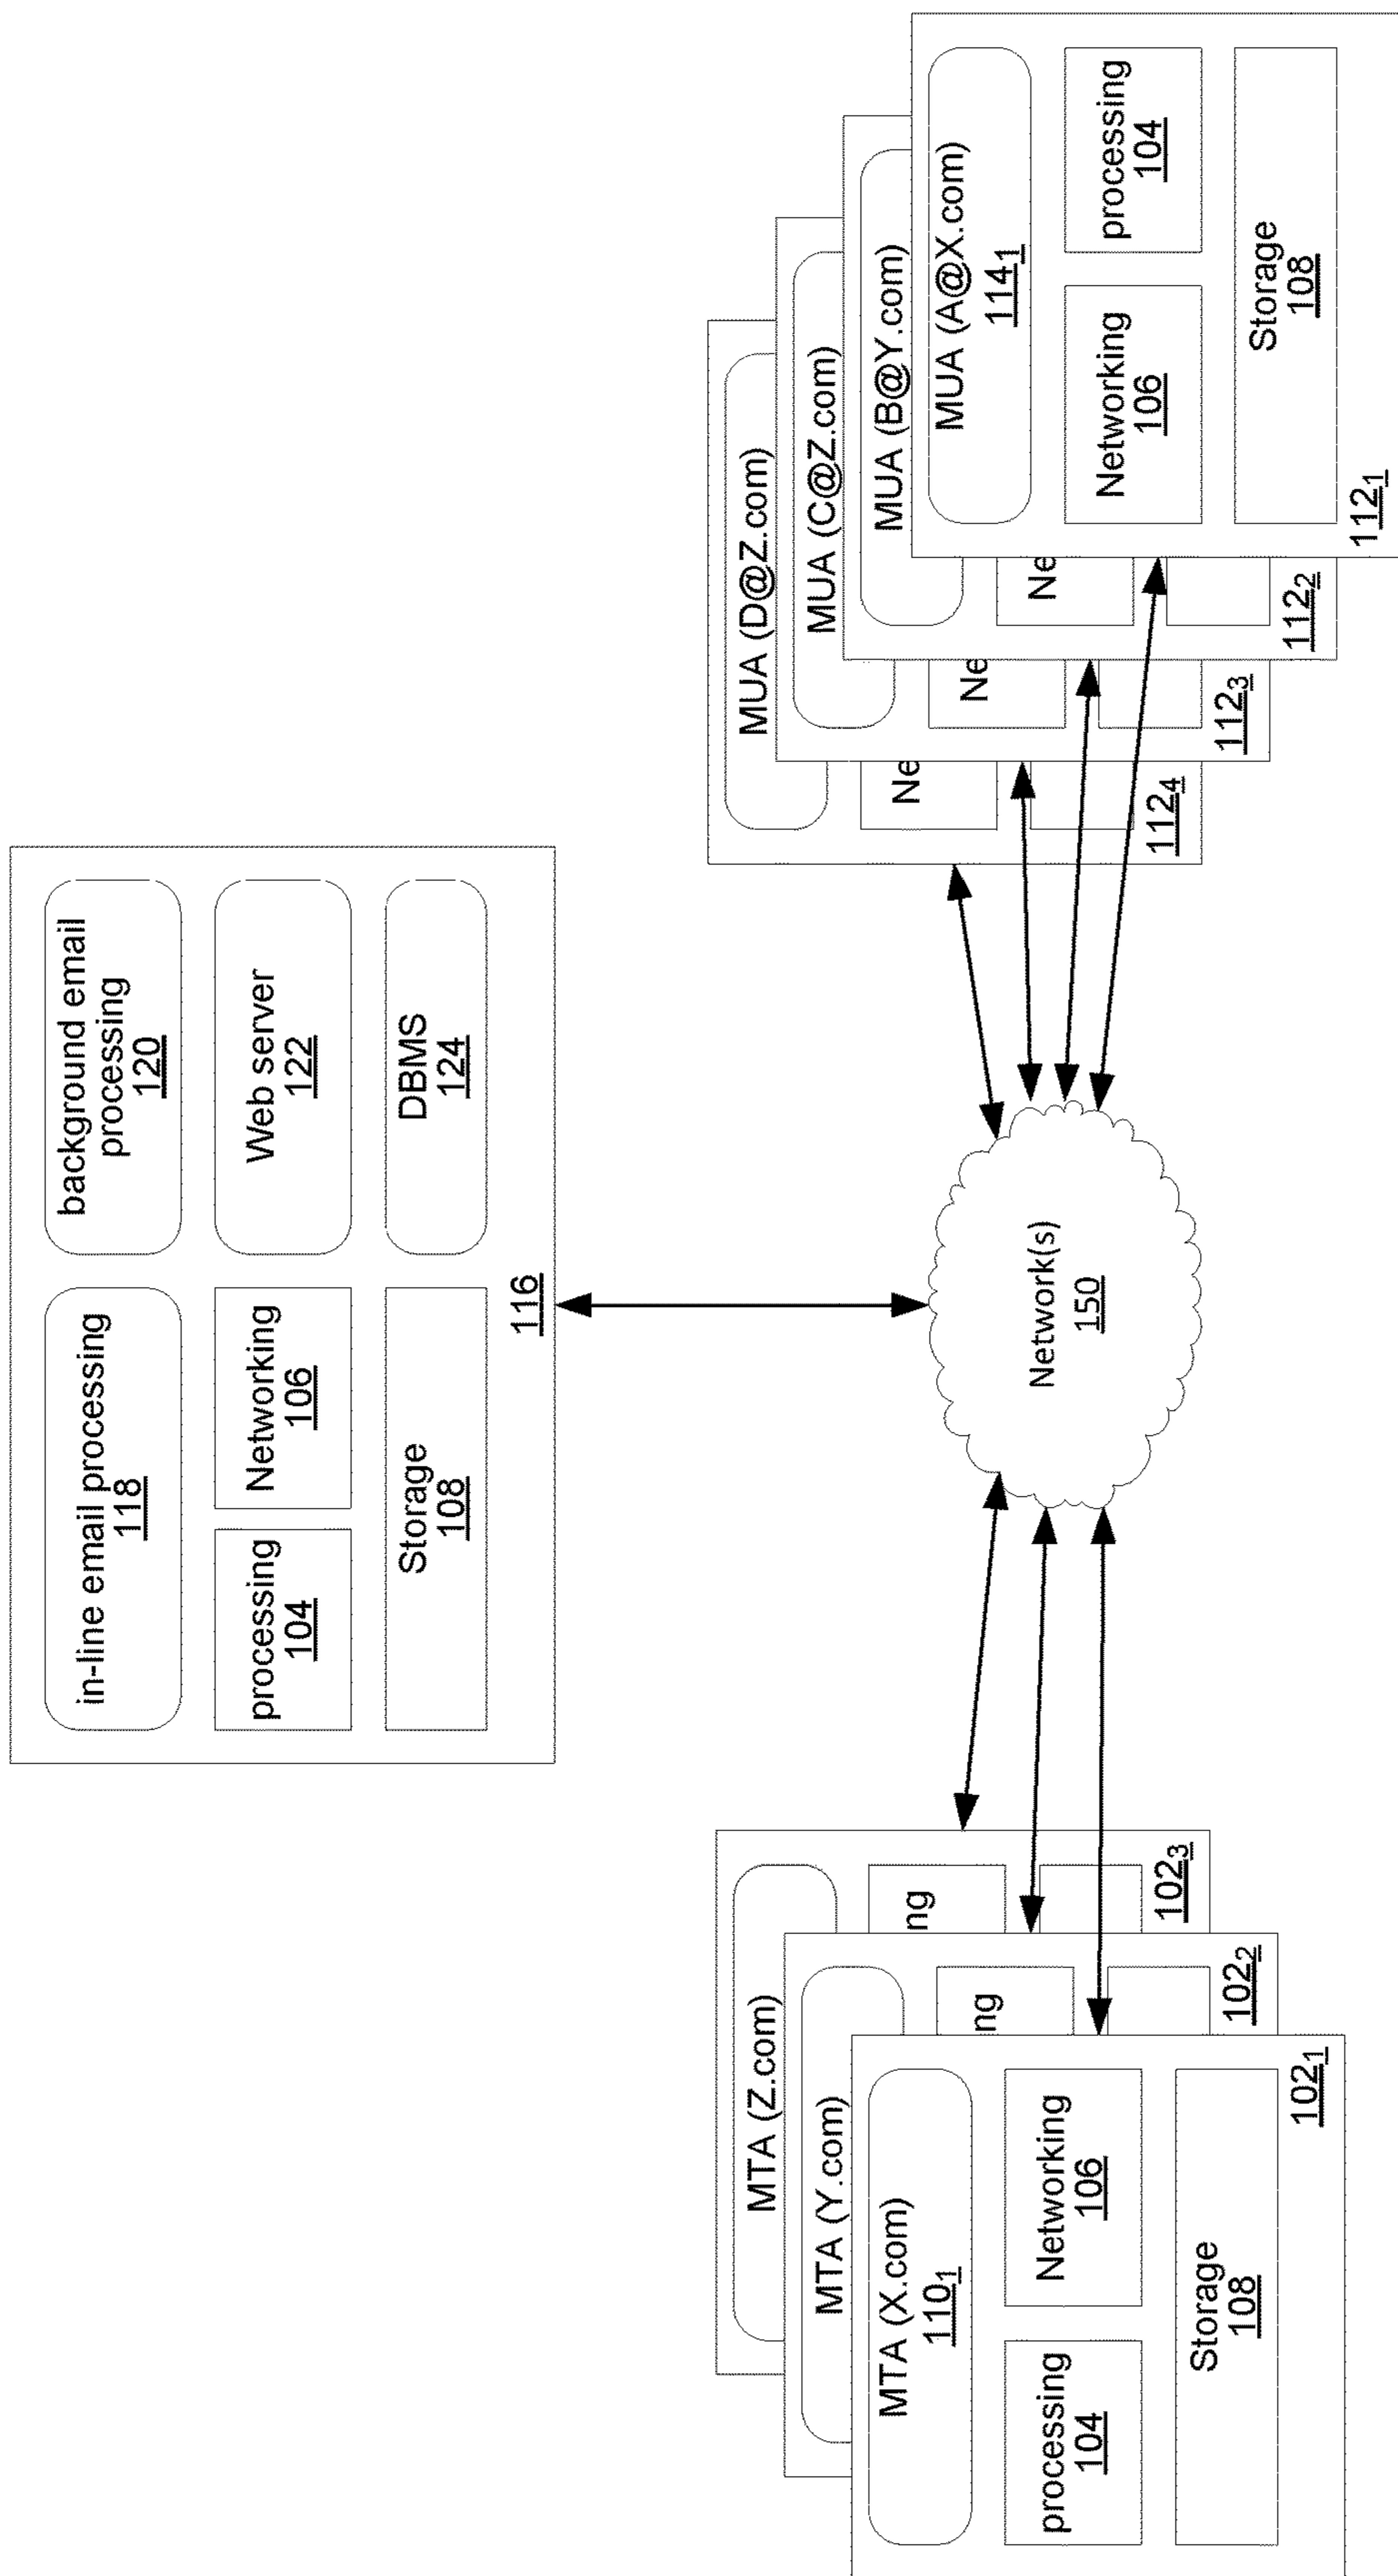 in-line email processing
118
background email
processing
120
processing
104
Networking
106
Web server
122
Storage
108
DBMS
124
116
MTA (Z.com)
ng
102₃
MTA (Y.com)
ng
102₂
MTA (X.com)
110₁
processing
104
Networking
106
Storage
108
102₁
Network(s)
150
MUA (D@Z.com)
Ne
112₄
MUA (C@Z.com)
Ne
112₃
MUA (B@Y.com)
Ne
112₂
MUA (A@X.com)
114₁
Networking
106
processing
104
Storage
108
112₁